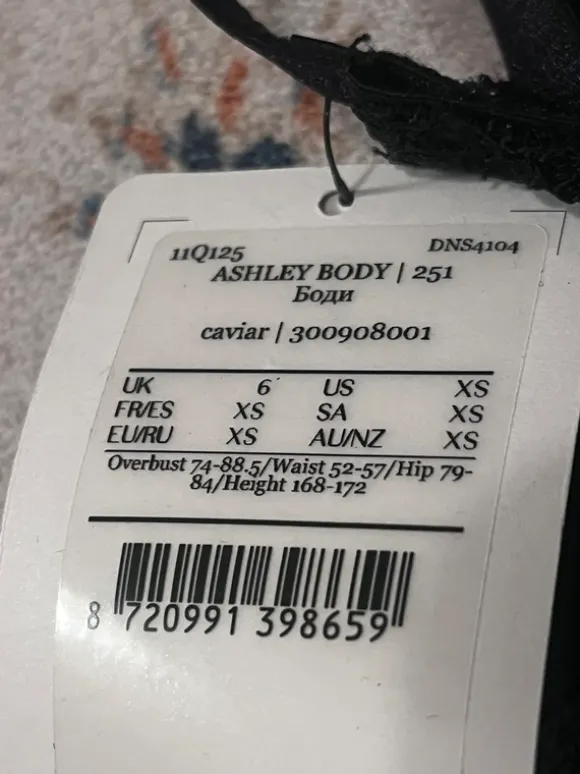 11Q125 DNS4104
ASHLEY BODY | 251
Боди
caviar | 300908001
UK 6 US XS
FR/ES XS SA XS
EU/RU XS AU/NZ XS
Overbust 74-88.5/Waist 52-57/Hip 79-
84/Height 168-172
8 720991 398659